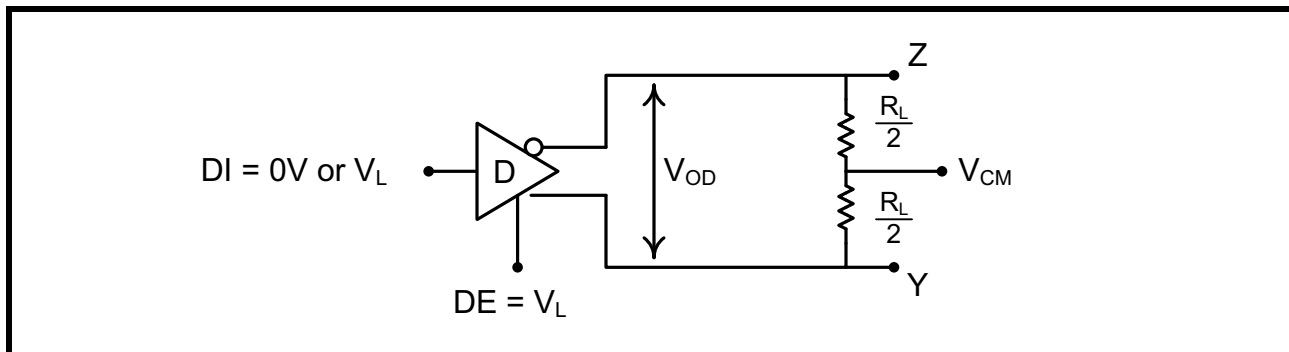 Z
R_L
2
DI = 0V or V_L
D
V_OD
V_CM
R_L
2
Y
DE = V_L